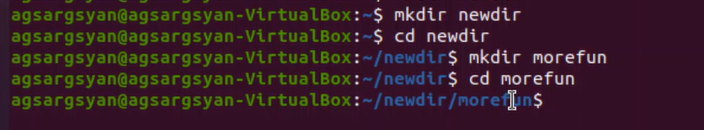 agsargsyan@agsargsyan-VirtualBox:~$ mkdir newdir
agsargsyan@agsargsyan-VirtualBox:~$ cd newdir
agsargsyan@agsargsyan-VirtualBox:~/newdir$ mkdir morefun
agsargsyan@agsargsyan-VirtualBox:~/newdir$ cd morefun
agsargsyan@agsargsyan-VirtualBox:~/newdir/morefun$